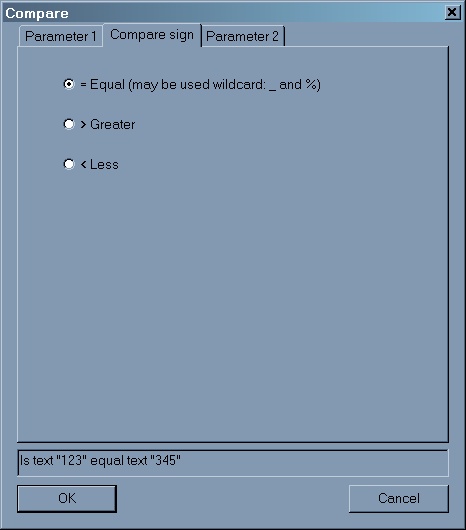 Compare
Parameter 1 Compare sign Parameter 2
= Equal (may be used wildcard: _ and %)
> Greater
< Less
Is text "123" equal text "345"
OK Cancel